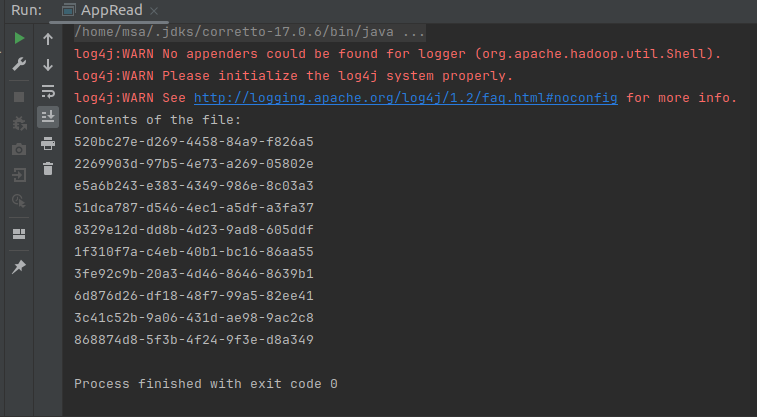 Run: AppRead
/home/msa/.jdks/corretto-17.0.6/bin/java ...
log4j:WARN No appenders could be found for logger (org.apache.hadoop.util.Shell).
log4j:WARN Please initialize the log4j system properly.
log4j:WARN See http://logging.apache.org/log4j/1.2/faq.html#noconfig for more info.
Contents of the file:
520bc27e-d269-4458-84a9-f826a5
2269903d-97b5-4e73-a269-05802e
e5a6b243-e383-4349-986e-8c03a3
51dca787-d546-4ec1-a5df-a3fa37
8329e12d-dd8b-4d23-9ad8-605ddf
1f310f7a-c4eb-40b1-bc16-86aa55
3fe92c9b-20a3-4d46-8646-8639b1
6d876d26-df18-48f7-99a5-82ee41
3c41c52b-9a06-431d-ae98-9ac2c8
868874d8-5f3b-4f24-9f3e-d8a349
Process finished with exit code 0